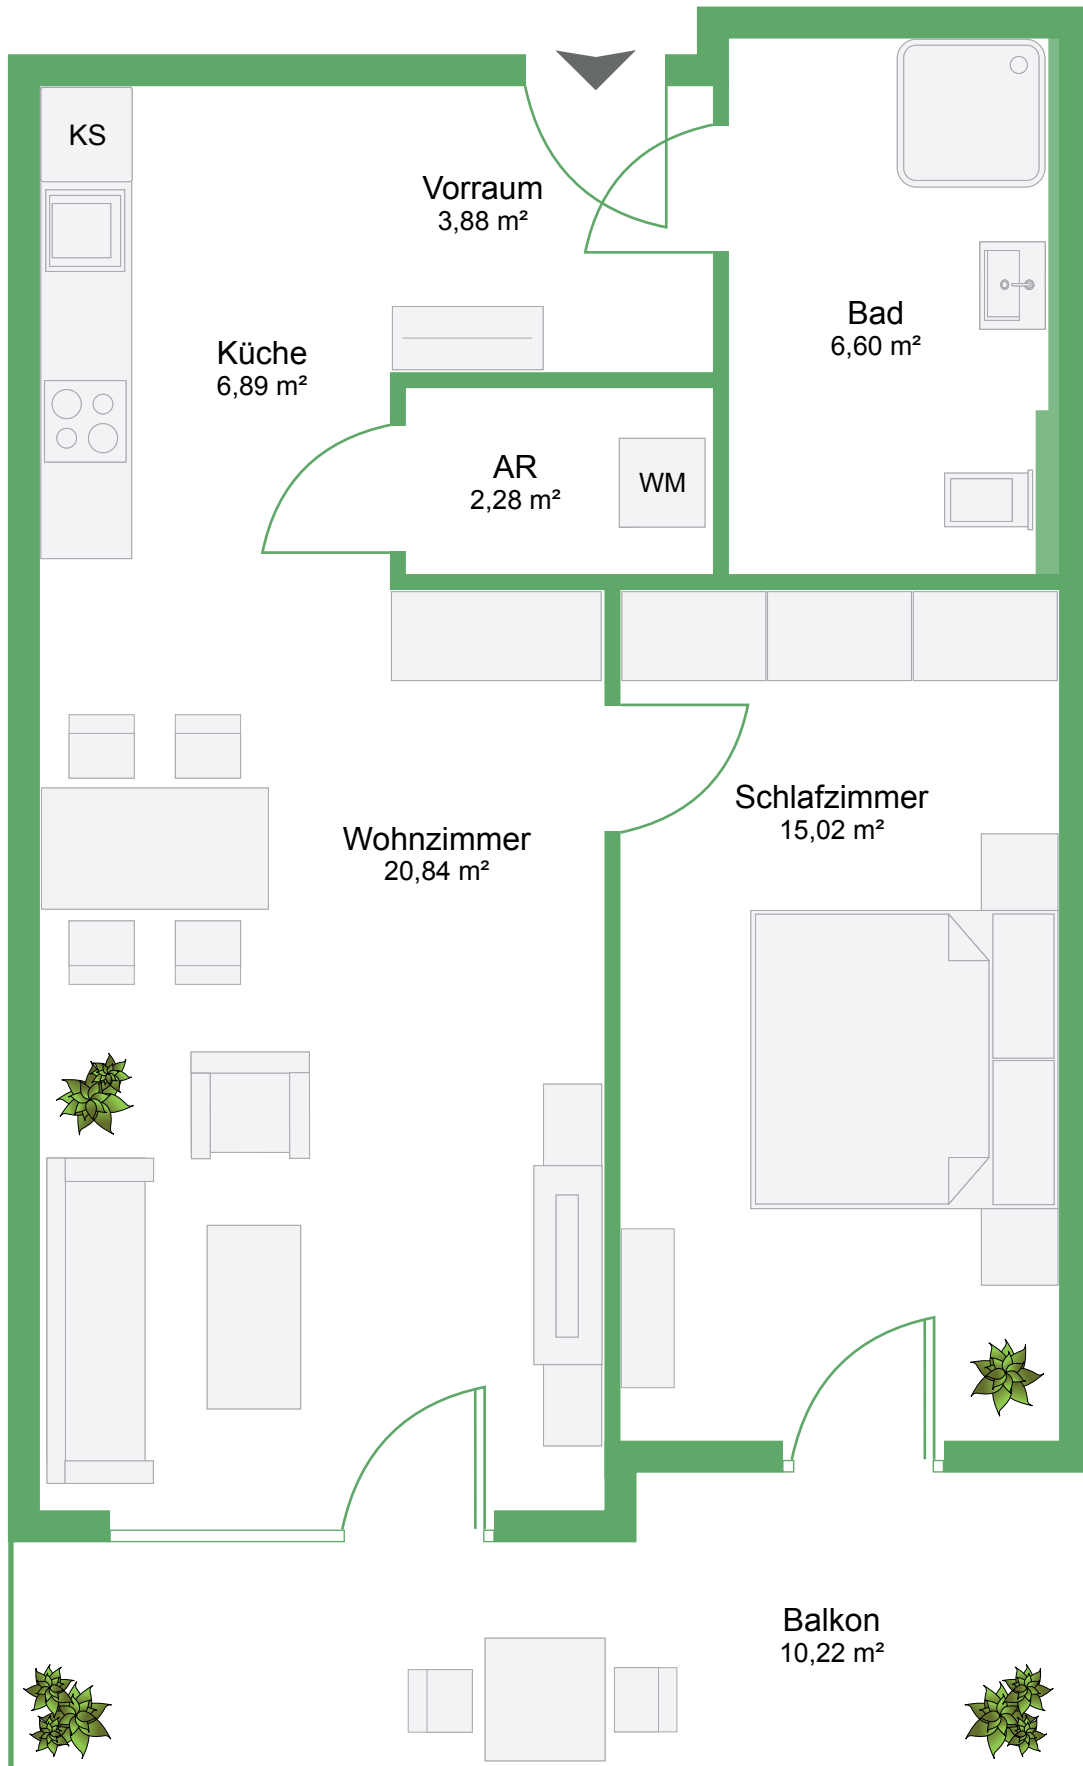 KS
Vorraum
3,88 m²
Bad
6,60 m²
Küche
6,89 m²
AR
2,28 m²
WM
Schlafzimmer
15,02 m²
Wohnzimmer
20,84 m²
Balkon
10,22 m²